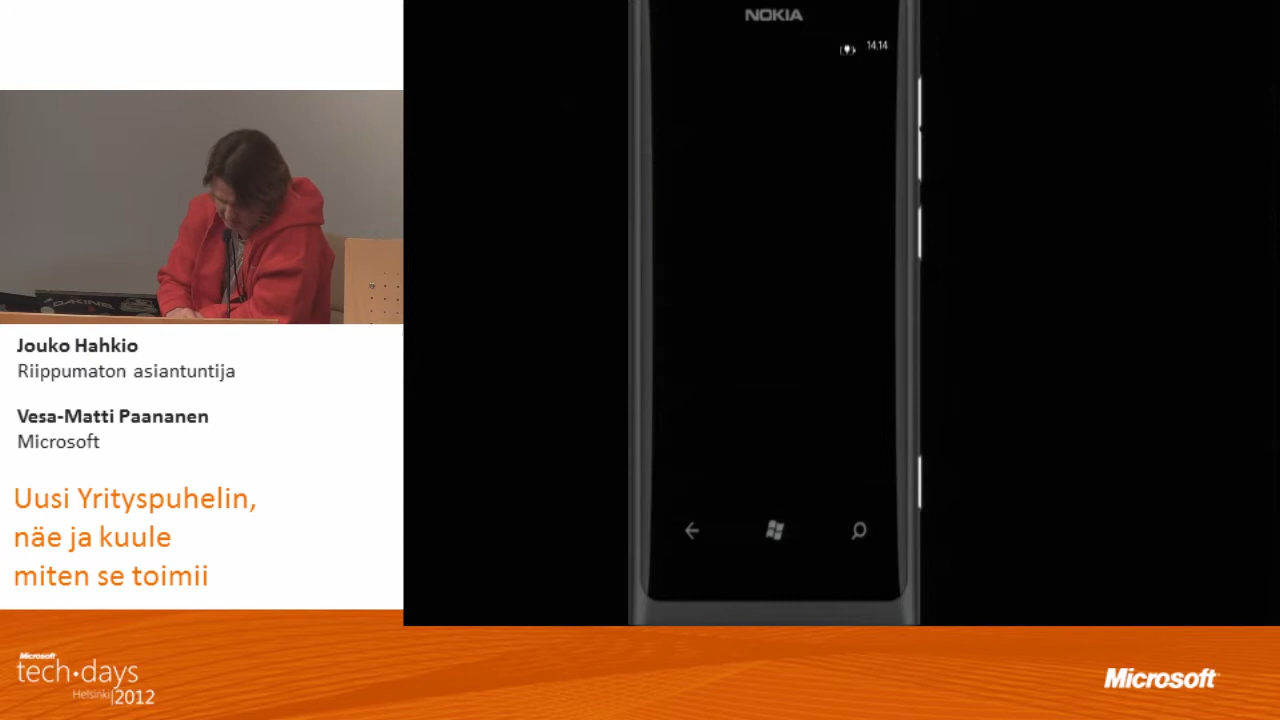 NOKIA
14.14
DAKINE
Jouko Hahkio
Riippumaton asiantuntija
Vesa-Matti Paananen
Microsoft
Uusi Yrityspuhelin,
näe ja kuule
miten se toimii
Microsoft
tech•days
Helsinki|2012
Microsoft